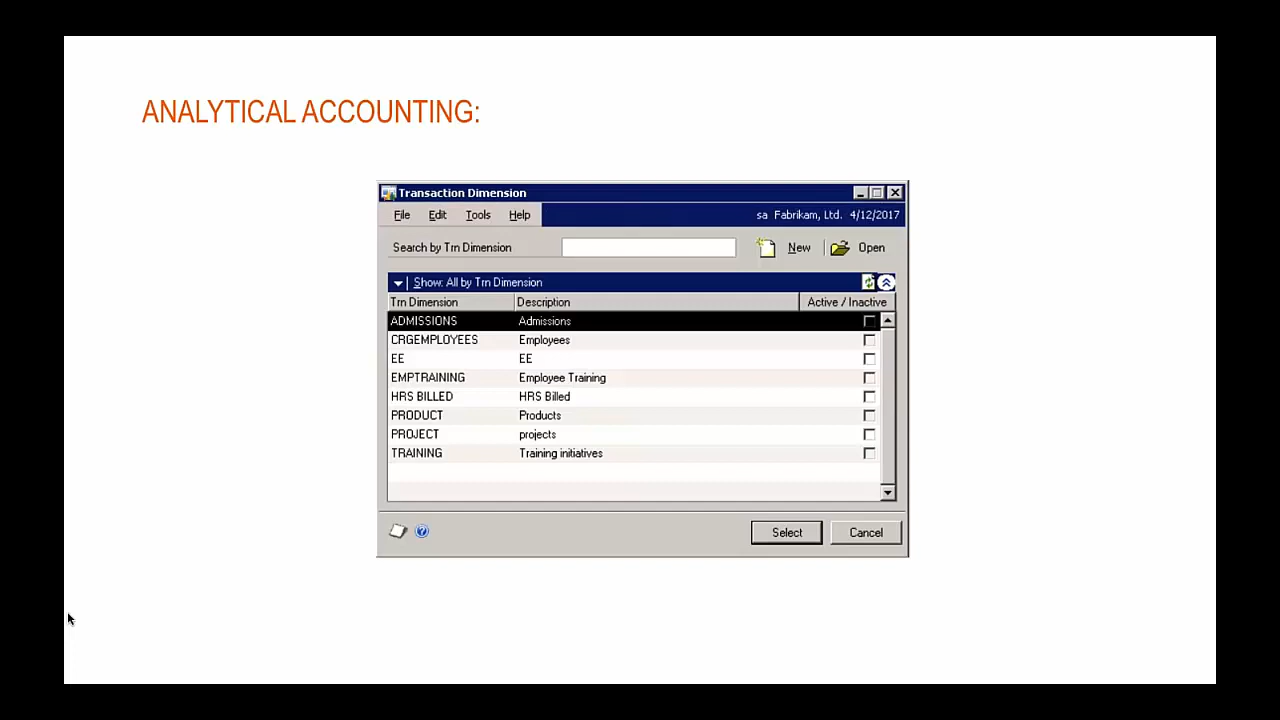 ANALYTICAL ACCOUNTING:
Transaction Dimension
File Edit Tools Help sa Fabrikam, Ltd. 4/12/2017
Search by Trn Dimension New Open
Show: All by Trn Dimension
Trn Dimension Description Active / Inactive
ADMISSIONS Admissions
CRGEMPLOYEES Employees
EE EE
EMPTRAINING Employee Training
HRS BILLED HRS Billed
PRODUCT Products
PROJECT projects
TRAINING Training initiatives
Select Cancel